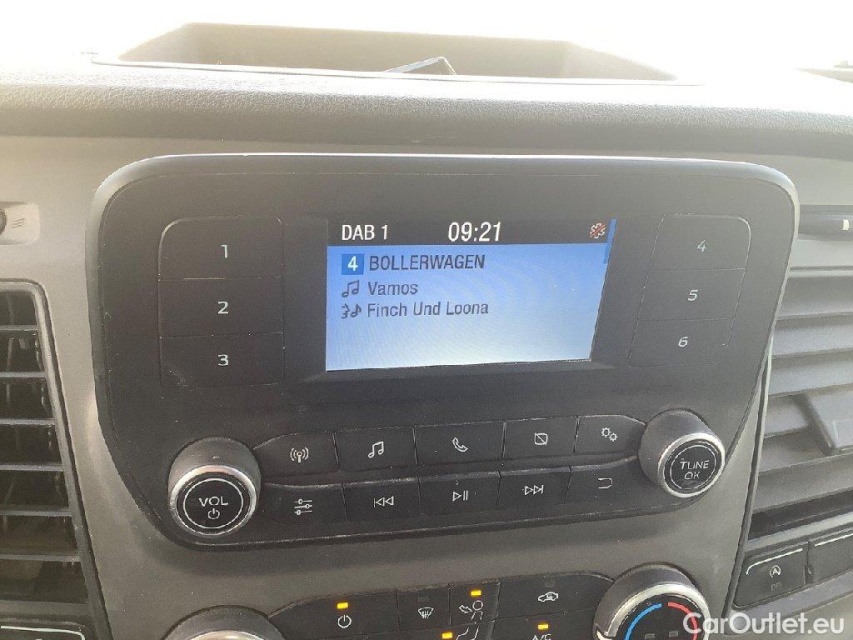 DAB 1 09:21
4 BOLLERWAGEN
Vamos
Finch Und Loona
1
2
3
4
5
6
VOL
TUNE
OK
A/C
CarOutlet.eu